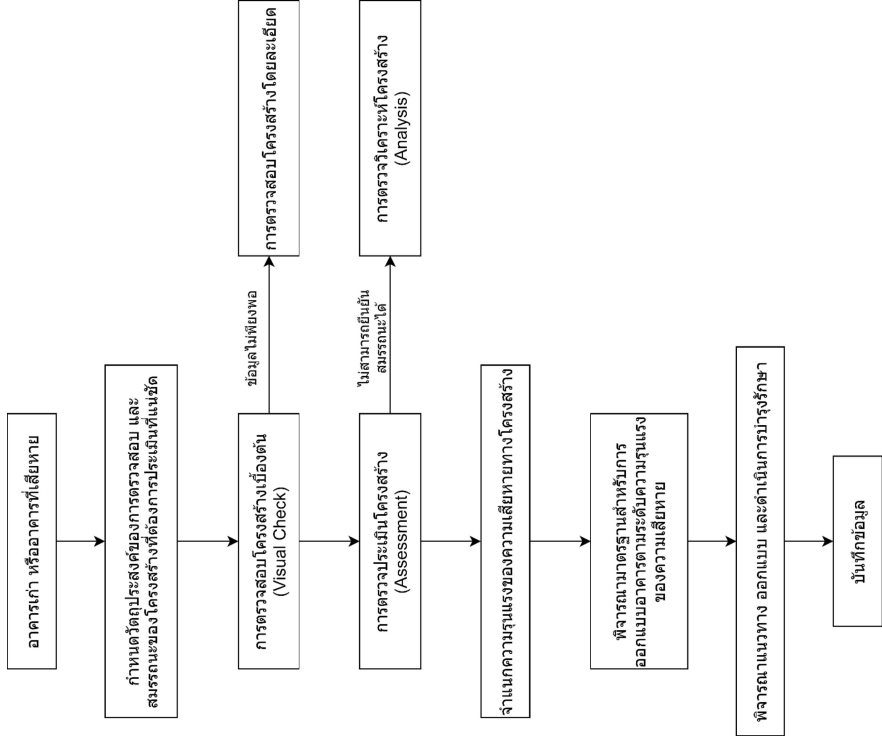 อาคารเก่า หรืออาคารที่เสียหาย
กำหนดวัตถุประสงค์ของการตรวจสอบ และ
สมรรถนะของโครงสร้างที่ต้องการประเมินที่แน่ชัด
การตรวจสอบโครงสร้างเบื้องต้น
(Visual Check)
ข้อมูลไม่เพียงพอ
การตรวจสอบโครงสร้างโดยละเอียด
การตรวจประเมินโครงสร้าง
(Assessment)
ไม่สามารถยืนยัน
สมรรถนะได้
การตรวจวิเคราะห์โครงสร้าง
(Analysis)
จำแนกความรุนแรงของความเสียหายทางโครงสร้าง
พิจารณามาตรฐานสำหรับการ
ออกแบบอาคารตามระดับความรุนแรง
ของความเสียหาย
พิจารณาแนวทาง ออกแบบ และดำเนินการบำรุงรักษา
บันทึกข้อมูล